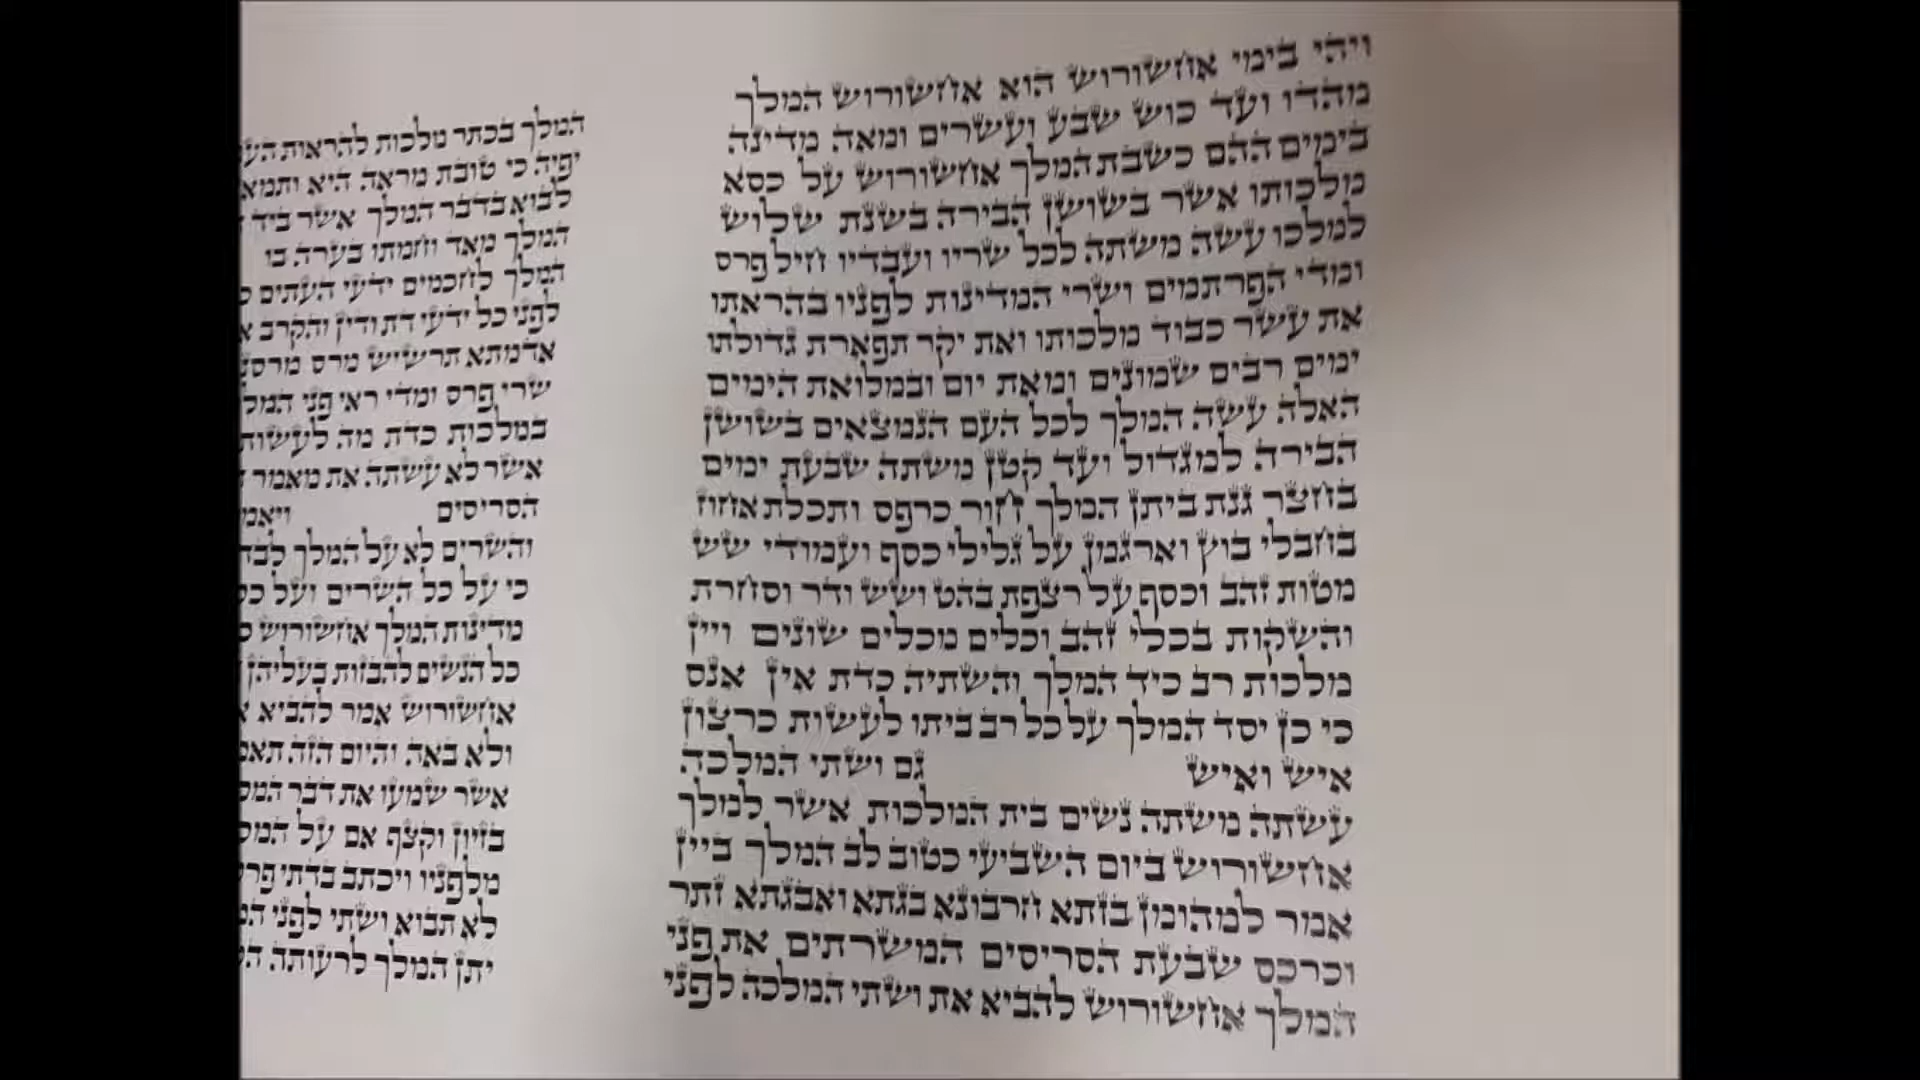 ויהי בימי אחשורוש הוא אחשורוש המלך
מהדו ועד כוש שבע ועשרים ומאה מדינה
בימים ההם כשבת המלך אחשורוש על כסא
מלכותו אשר בשושן הבירה בשנת שלוש
למלכו עשה משתה לכל שריו ועבדיו חיל פרס
ומדי הפרתמים ושרי המדינות לפניו בהראתו
את עשר כבוד מלכותו ואת יקר תפארת גדולתו
ימים רבים שמונים ומאת יום ובמלואת הימים
האלה עשה המלך לכל העם הנמצאים בשושן
הבירה למגדול ועד קטן משתה שבעת ימים
בחצר גנת ביתן המלך חור כרפס ותכלת אחוז
בחבלי בוץ וארגמן על גלילי כסף ועמודי שש
מטות זהב וכסף על רצפת בהט ושש ודר וסחרת
והשקות בכלי זהב וכלים מכלים שונים ויין
מלכות רב כיד המלך והשתיה כדת אין אנס
כי כן יסד המלך על כל רב ביתו לעשות כרצון
איש ואיש גם ושתי המלכה
עשתה משתה נשים בית המלכות אשר למלך
אחשורוש ביום השביעי כטוב לב המלך ביין
אמר למהומן בזתא חרבונא בגתא ואבגתא זתר
וכרכס שבעת הסריסים המשרתים את פני
המלך אחשורוש להביא את ושתי המלכה לפני
המלך בכתר מלכות להראות
יפיה כי טובת מראה היא
לבוא בדבר המלך אשר ביד
המלך מאד וחמתו בערה בו
המלך לחכמים ידעי העתים
לפני כל ידעי דת ודין והקרב
אדמתא תרשיש מרס
שרי פרס ומדי ראי פני
במלכות כדת מה
אשר לא עשתה את מאמר
הסריסים
והשרים לא על המלך
כי על כל השרים ועל
מדינות המלך אחשורוש
כל הנשים להבזות בעליהן
אחשורוש אמר להביא
ולא באה והיום הזה
אשר שמעו את דבר
בזיון וקצף אם על
מלפניו ויכתב בדתי
לא תבוא ושתי לפני
יתן המלך לרעותה